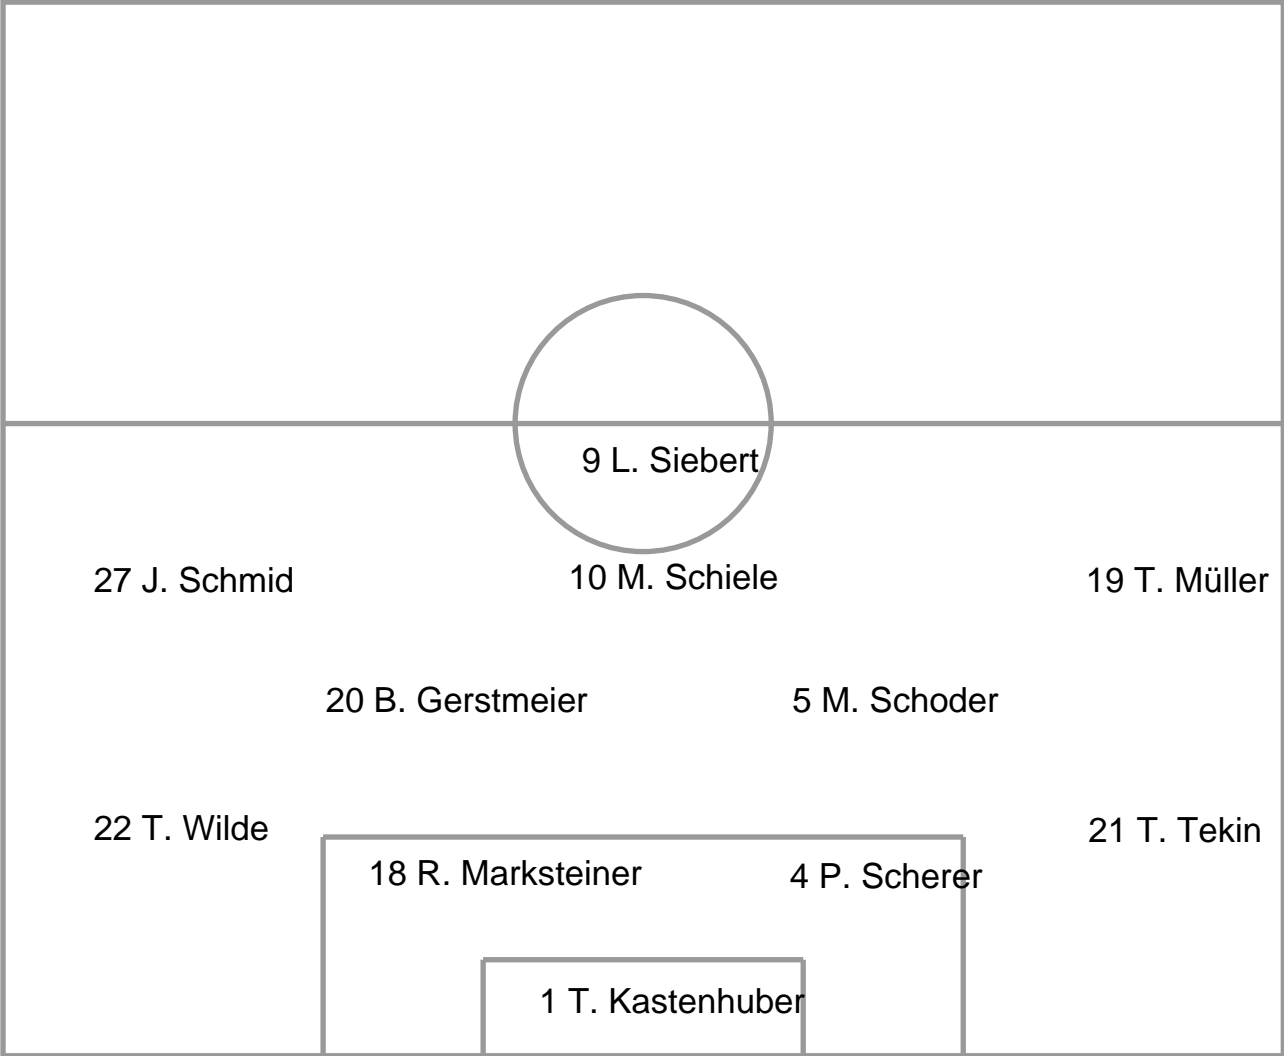 9 L. Siebert
27 J. Schmid
10 M. Schiele
19 T. Müller
20 B. Gerstmeier
5 M. Schoder
22 T. Wilde
21 T. Tekin
18 R. Marksteiner
4 P. Scherer
1 T. Kastenhuber